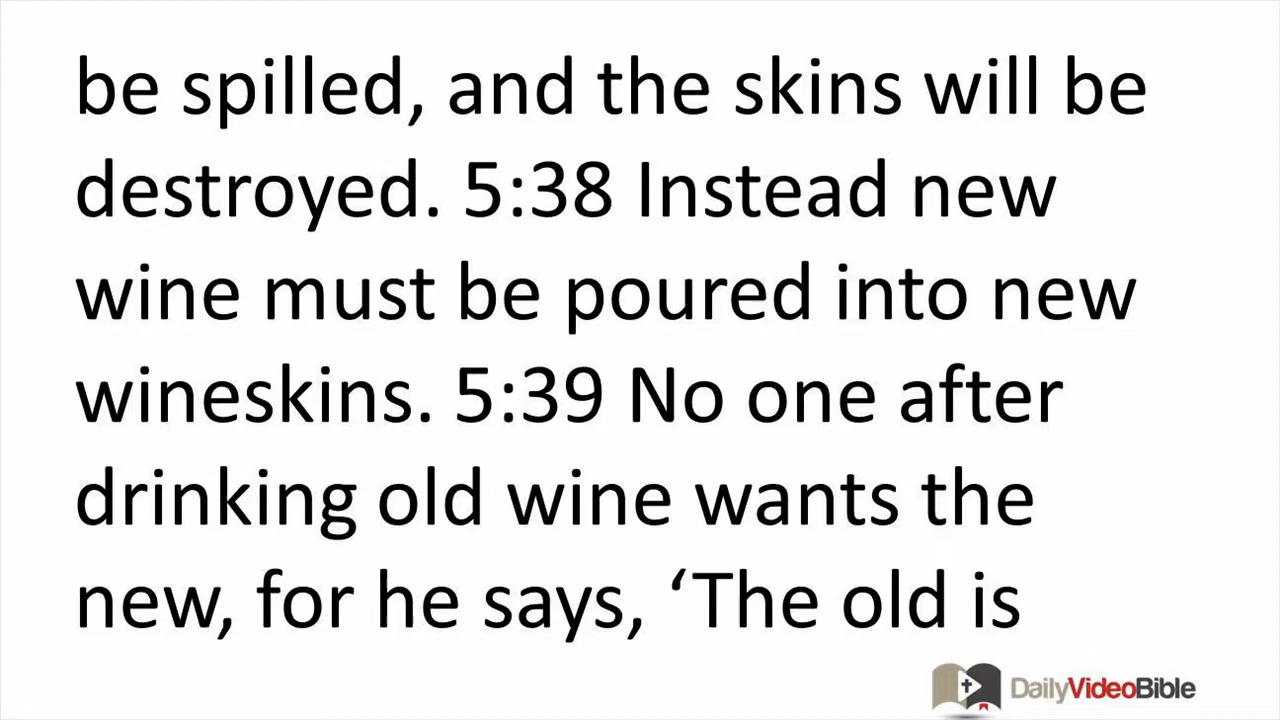 be spilled, and the skins will be
destroyed. 5:38 Instead new
wine must be poured into new
wineskins. 5:39 No one after
drinking old wine wants the
new, for he says, ‘The old is
DailyVideoBible